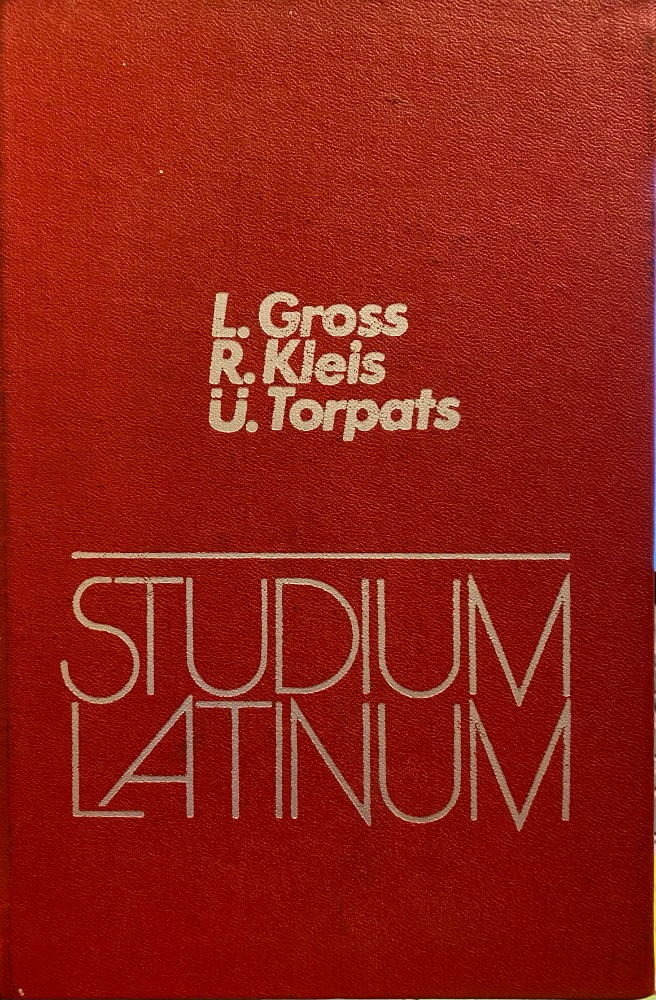 L. Gross
R. Kleis
Ü. Torpats
STUDIUM
LATINUM